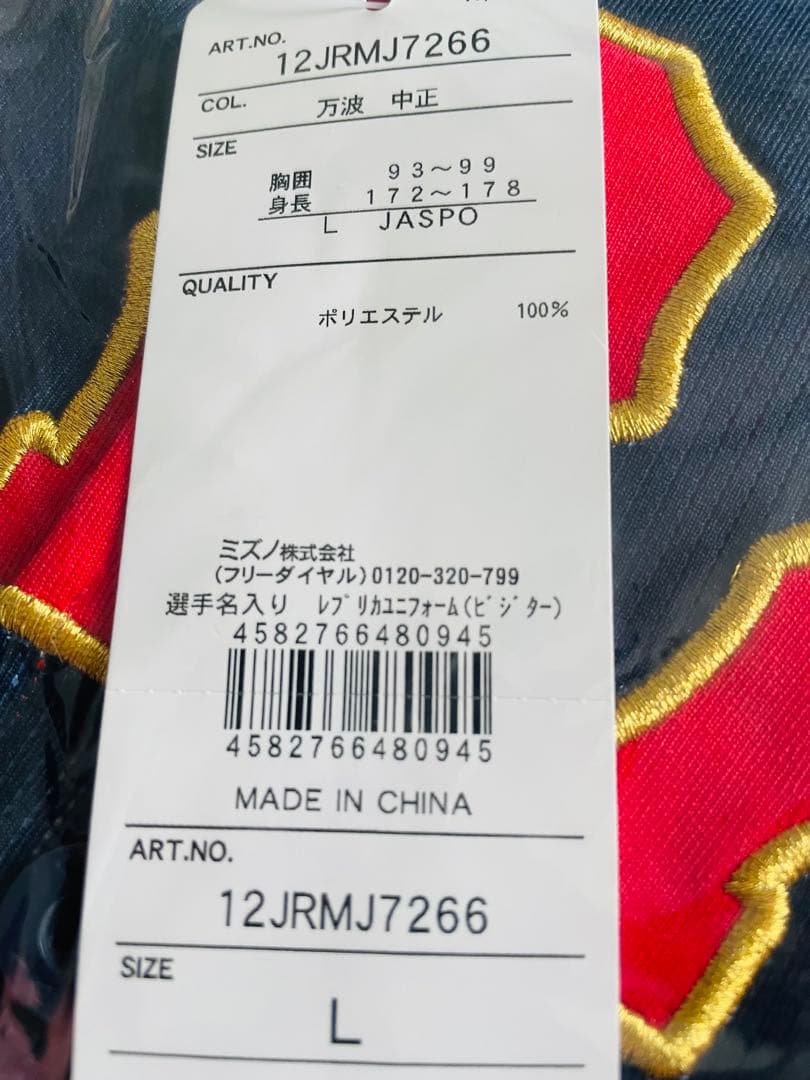 ART.NO.
12JRMJ7266
COL.
万波 中正
SIZE
胸囲 93～99
身長 172～178
L JASPO
QUALITY
ポリエステル 100%
ミズノ株式会社
(フリーダイヤル)0120-320-799
選手名入り ﾚﾌﾟﾘｶﾕﾆﾌｫｰﾑ(ﾋﾞｼﾞﾀｰ)
4582766480945
4582766480945
MADE IN CHINA
ART.NO.
12JRMJ7266
SIZE
L